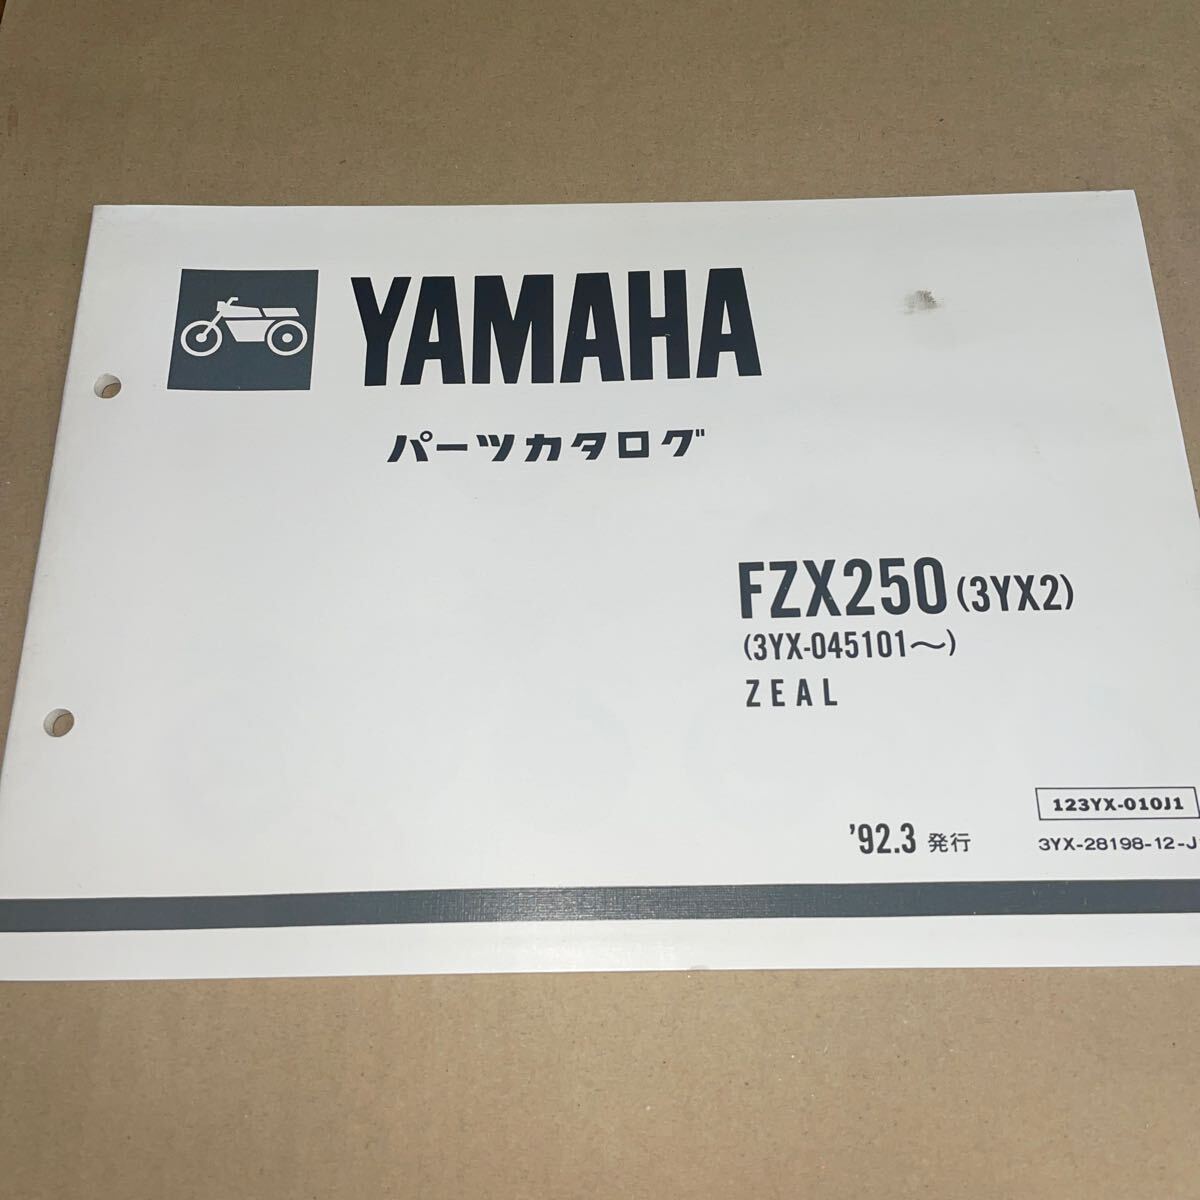 YAMAHA
パーツカタログ
FZX250 (3YX2)
(3YX-045101～)
ZEAL
123YX-010J1
'92.3 発行
3YX-28198-12-J